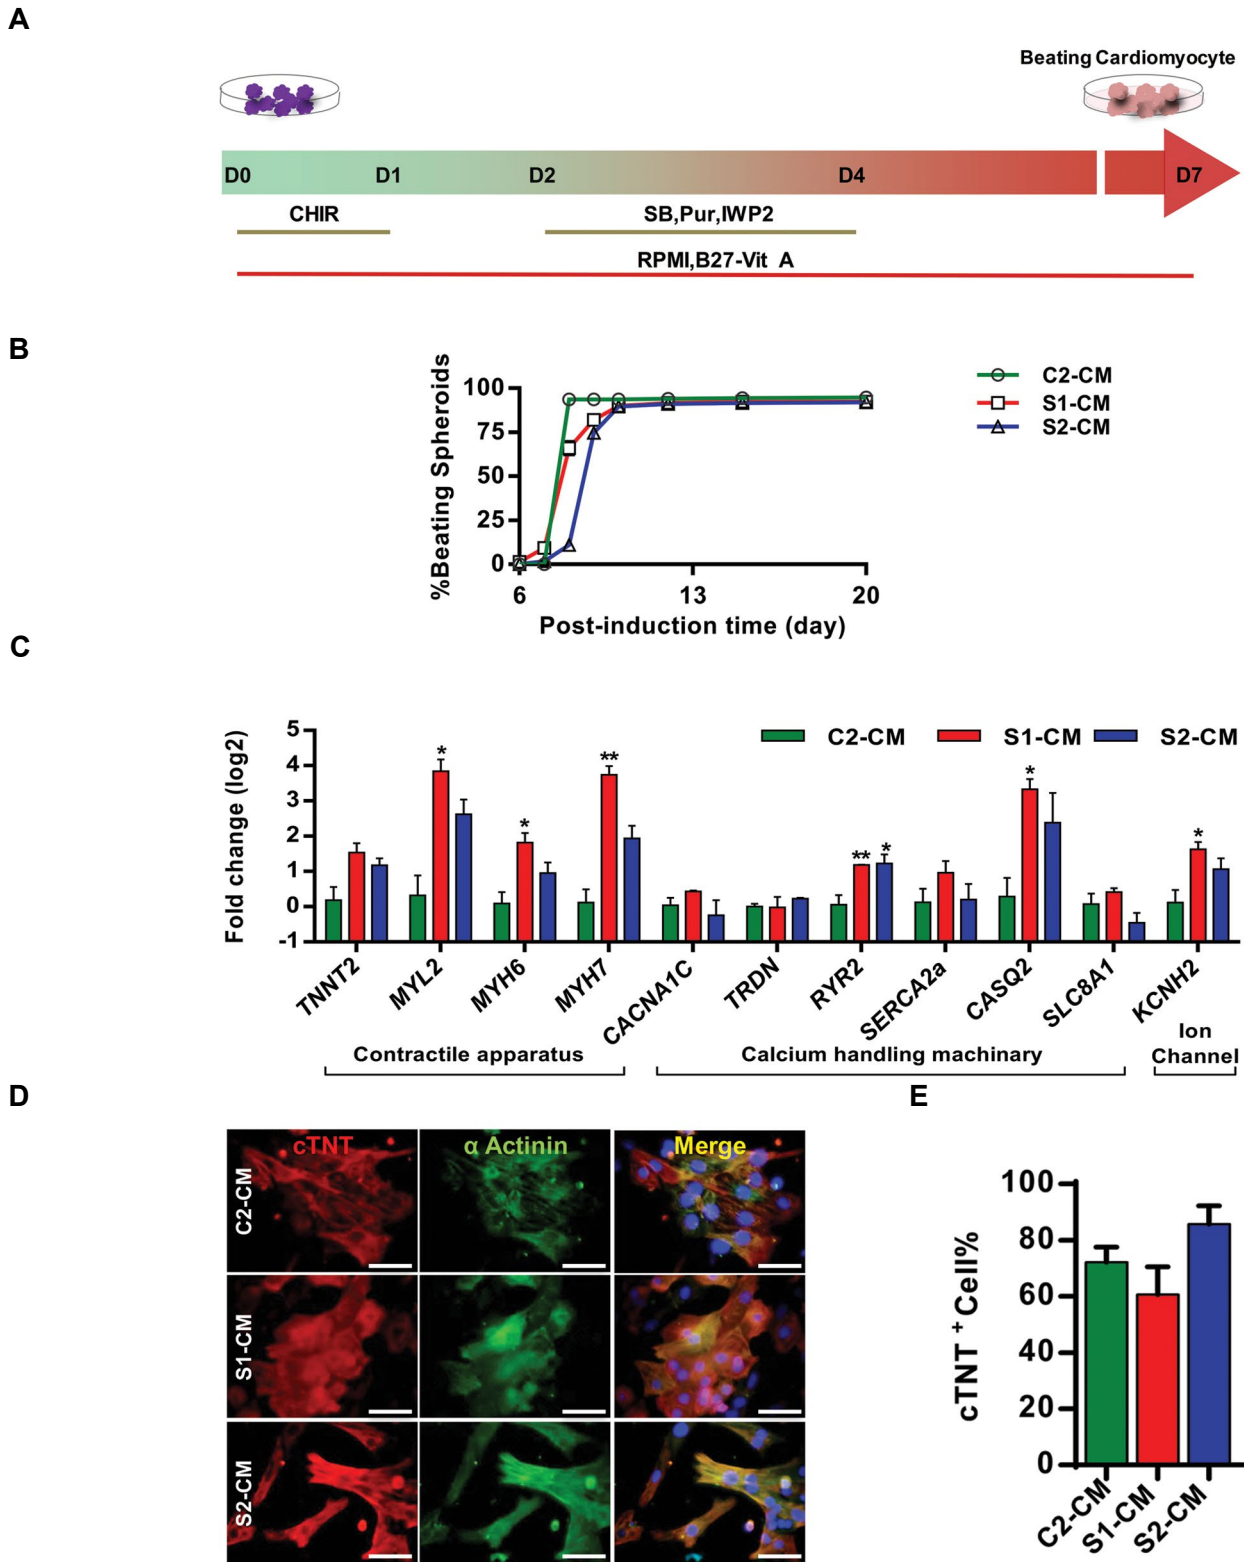 A
Beating Cardiomyocyte
D0 D1 D2 D4 D7
CHIR SB,Pur,IWP2
RPMI,B27-Vit A
B
%Beating Spheroids
100
75
50
25
0
6 13 20
Post-induction time (day)
C2-CM
S1-CM
S2-CM
C
Fold change (log2)
5
4
3
2
1
0
-1
C2-CM S1-CM S2-CM
* * ** ** * * *
TNNT2 MYL2 MYH6 MYH7 CACNA1C TRDN RYR2 SERCA2a CASQ2 SLC8A1 KCNH2
Contractile apparatus Calcium handling machinary Ion Channel
D
cTNT α Actinin Merge
C2-CM
S1-CM
S2-CM
E
cTNT +Cell%
100
80
60
40
20
0
C2-CM S1-CM S2-CM